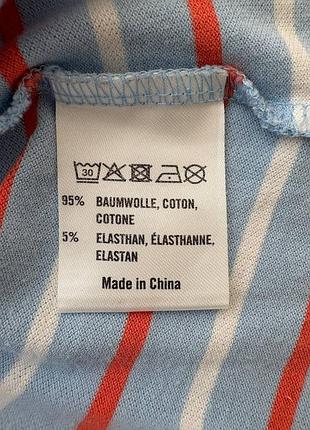 30
95% BAUMWOLLE, COTON,
COTONE
5% ELASTHAN, ÉLASTHANNE,
ELASTAN
Made in China